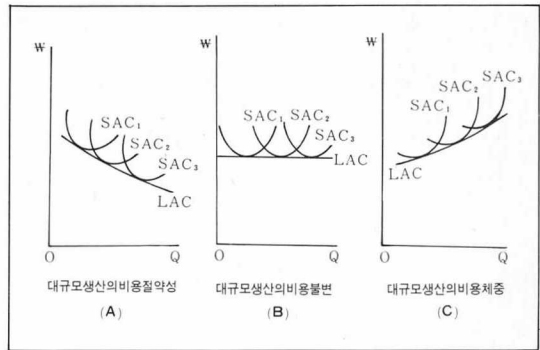 ₩
SAC₁
SAC₂
SAC₃
LAC
O
Q
대규모생산의비용절약성
(A)
₩
SAC₁
SAC₂
SAC₃
LAC
O
Q
대규모생산의비용불변
(B)
₩
SAC₃
SAC₂
SAC₁
LAC
O
Q
대규모생산의비용체증
(C)